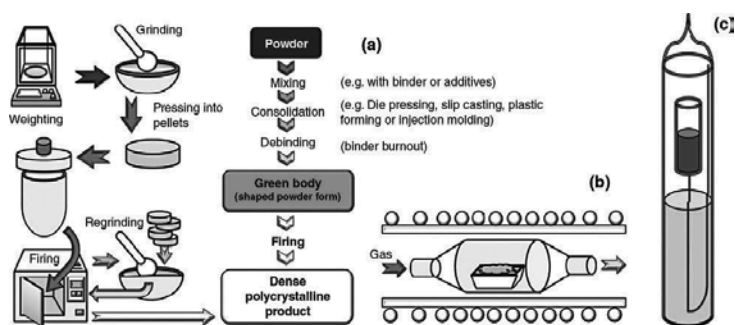 Grinding
Weighting
Pressing into
pellets
Regrinding
Firing
(a)
Powder
Mixing
(e.g. with binder or additives)
Consolidation
(e.g. Die pressing, slip casting, plastic
forming or injection molding)
Debinding
(binder burnout)
Green body
(shaped powder form)
Firing
Dense
polycrystalline
product
(b)
Gas
(c)